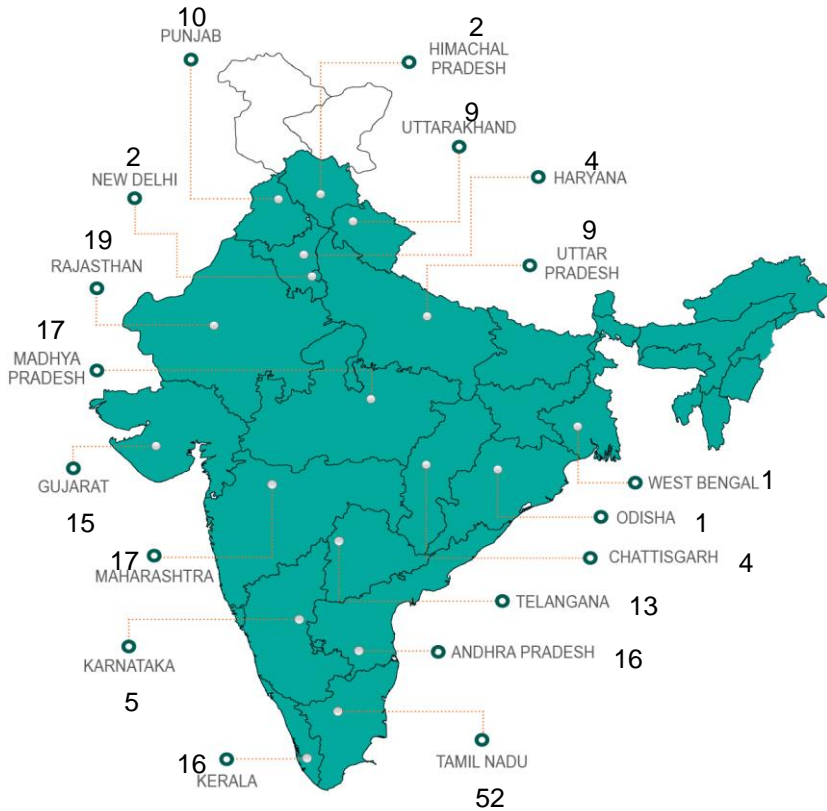 10
PUNJAB
2
HIMACHAL
PRADESH
9
UTTARAKHAND
2
NEW DELHI
4
HARYANA
19
RAJASTHAN
9
UTTAR
PRADESH
17
MADHYA
PRADESH
GUJARAT
15
WEST BENGAL 1
ODISHA 1
17
MAHARASHTRA
CHATTISGARH 4
TELANGANA 13
KARNATAKA
5
ANDHRA PRADESH 16
16
KERALA
TAMIL NADU
52